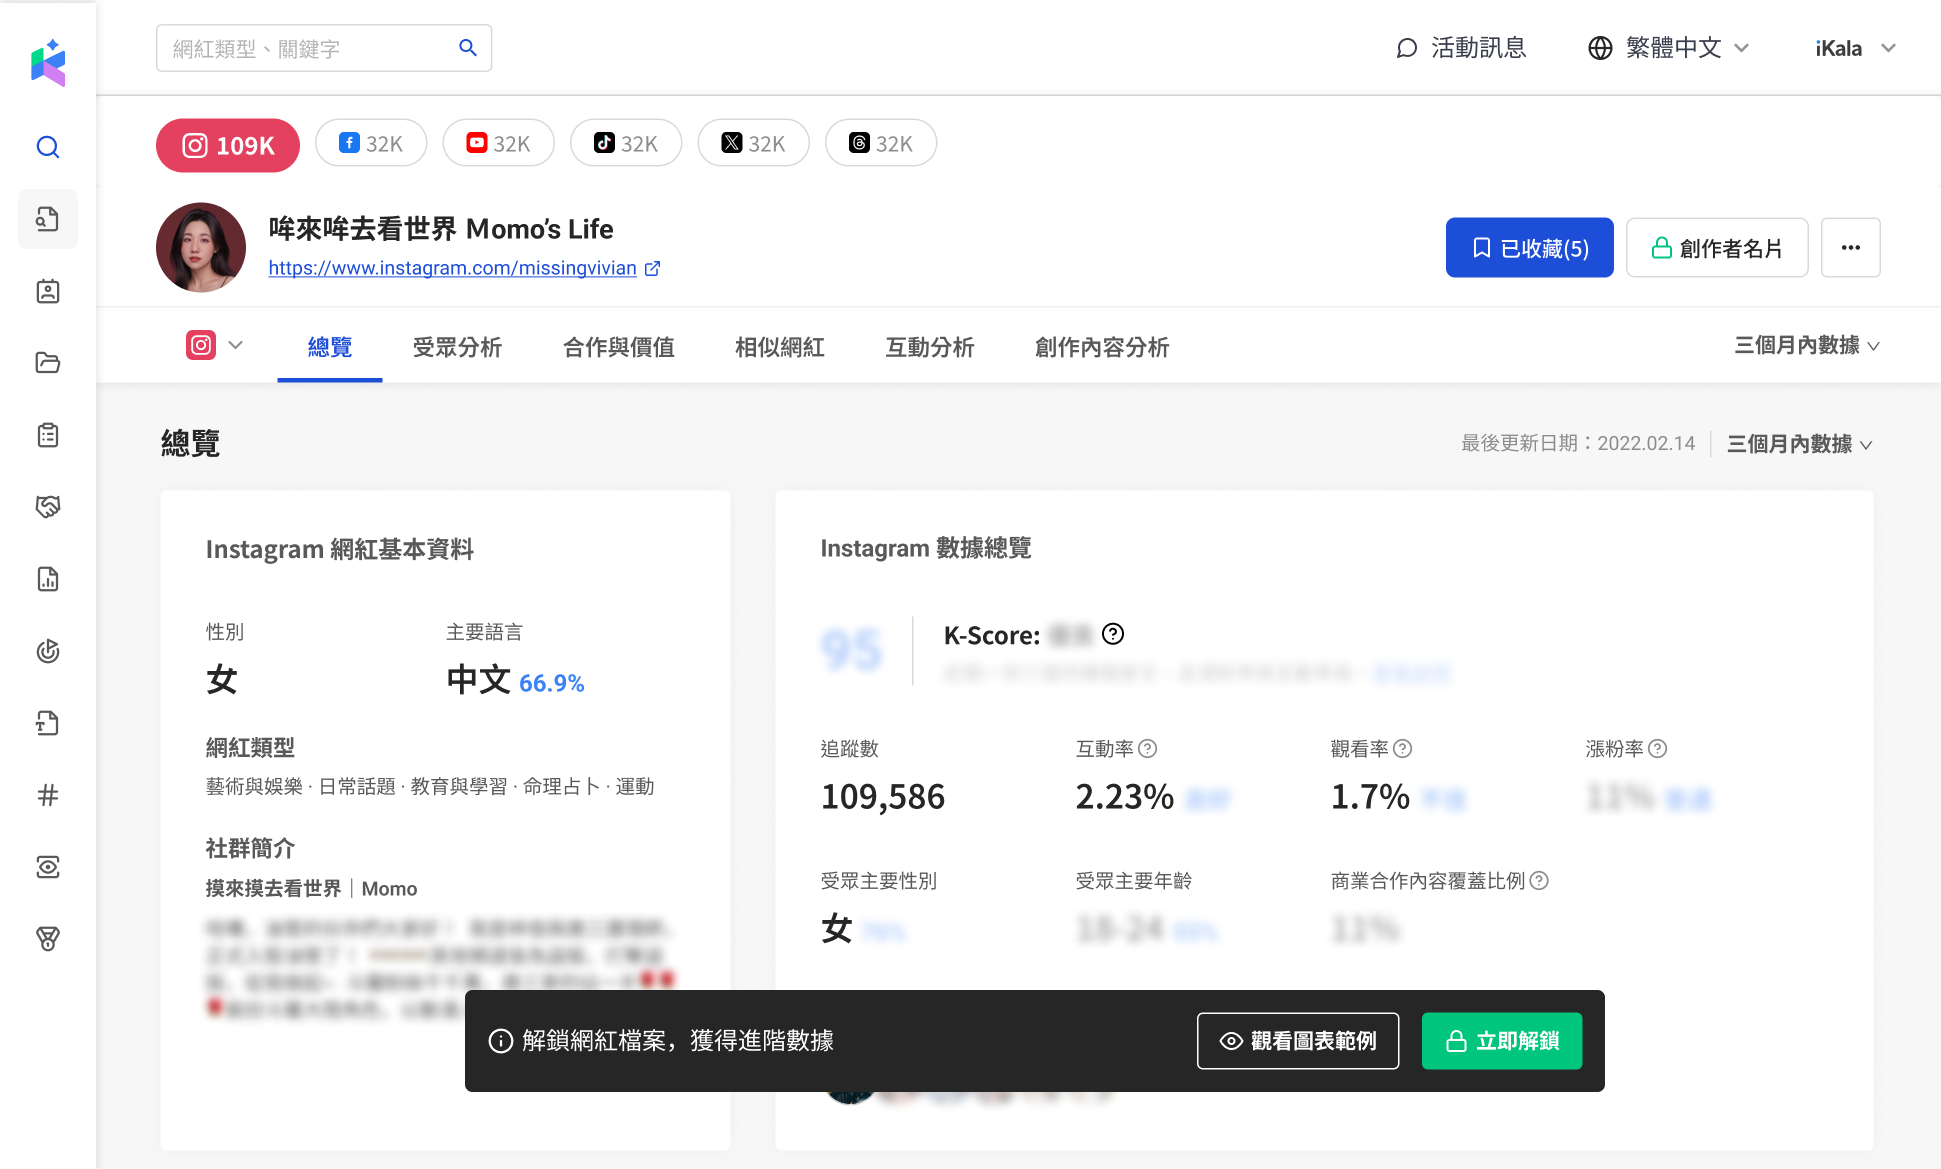 網紅類型、關鍵字
活動訊息
繁體中文
iKala
109K
32K
32K
32K
32K
32K
哞來哞去看世界 Momo's Life
https://www.instagram.com/missingvivian
已收藏(5)
創作者名片
總覽
受眾分析
合作與價值
相似網紅
互動分析
創作內容分析
三個月內數據
總覽
最後更新日期：2022.02.14
三個月內數據
Instagram 網紅基本資料
性別
主要語言
女
中文 66.9%
網紅類型
藝術與娛樂 · 日常話題 · 教育與學習 · 命理占卜 · 運動
社群簡介
摸來摸去看世界｜Momo
Instagram 數據總覽
95
K-Score:
追蹤數
互動率
觀看率
漲粉率
109,586
2.23%
1.7%
11%
受眾主要性別
受眾主要年齡
商業合作內容覆蓋比例
女
18-24
11%
解鎖網紅檔案，獲得進階數據
觀看圖表範例
立即解鎖